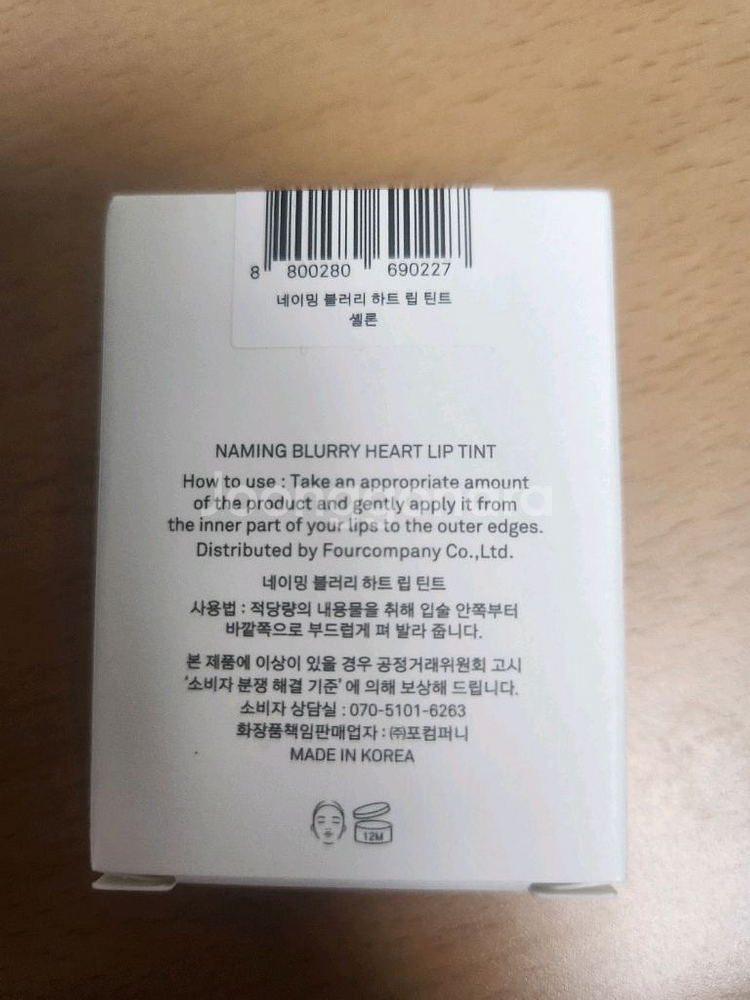 8 800280 690227
네이밍 블러리 하트 립 틴트
셸론
NAMING BLURRY HEART LIP TINT
How to use : Take an appropriate amount
of the product and gently apply it from
the inner part of your lips to the outer edges.
Distributed by Fourcompany Co.,Ltd.
네이밍 블러리 하트 립 틴트
사용법 : 적당량의 내용물을 취해 입술 안쪽부터
바깥쪽으로 부드럽게 펴 발라 줍니다.
본 제품에 이상이 있을 경우 공정거래위원회 고시
'소비자 분쟁 해결 기준' 에 의해 보상해 드립니다.
소비자 상담실 : 070-5101-6263
화장품책임판매업자 : ㈜포컴퍼니
MADE IN KOREA
12M
Joonggonara